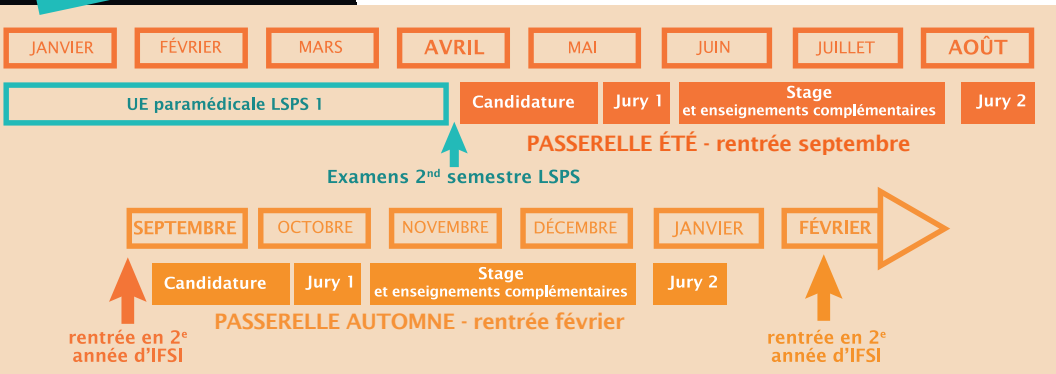 JANVIER FÉVRIER MARS AVRIL MAI JUIN JUILLET AOÛT
UE paramédicale LSPS 1
Candidature
Jury 1
Stage
et enseignements complémentaires
Jury 2
PASSERELLE ÉTÉ - rentrée septembre
Examens 2nd semestre LSPS
SEPTEMBRE OCTOBRE NOVEMBRE DÉCEMBRE JANVIER FÉVRIER
Candidature
Jury 1
Stage
et enseignements complémentaires
Jury 2
PASSERELLE AUTOMNE - rentrée février
rentrée en 2e
année d'IFSI
rentrée en 2e
année d'IFSI